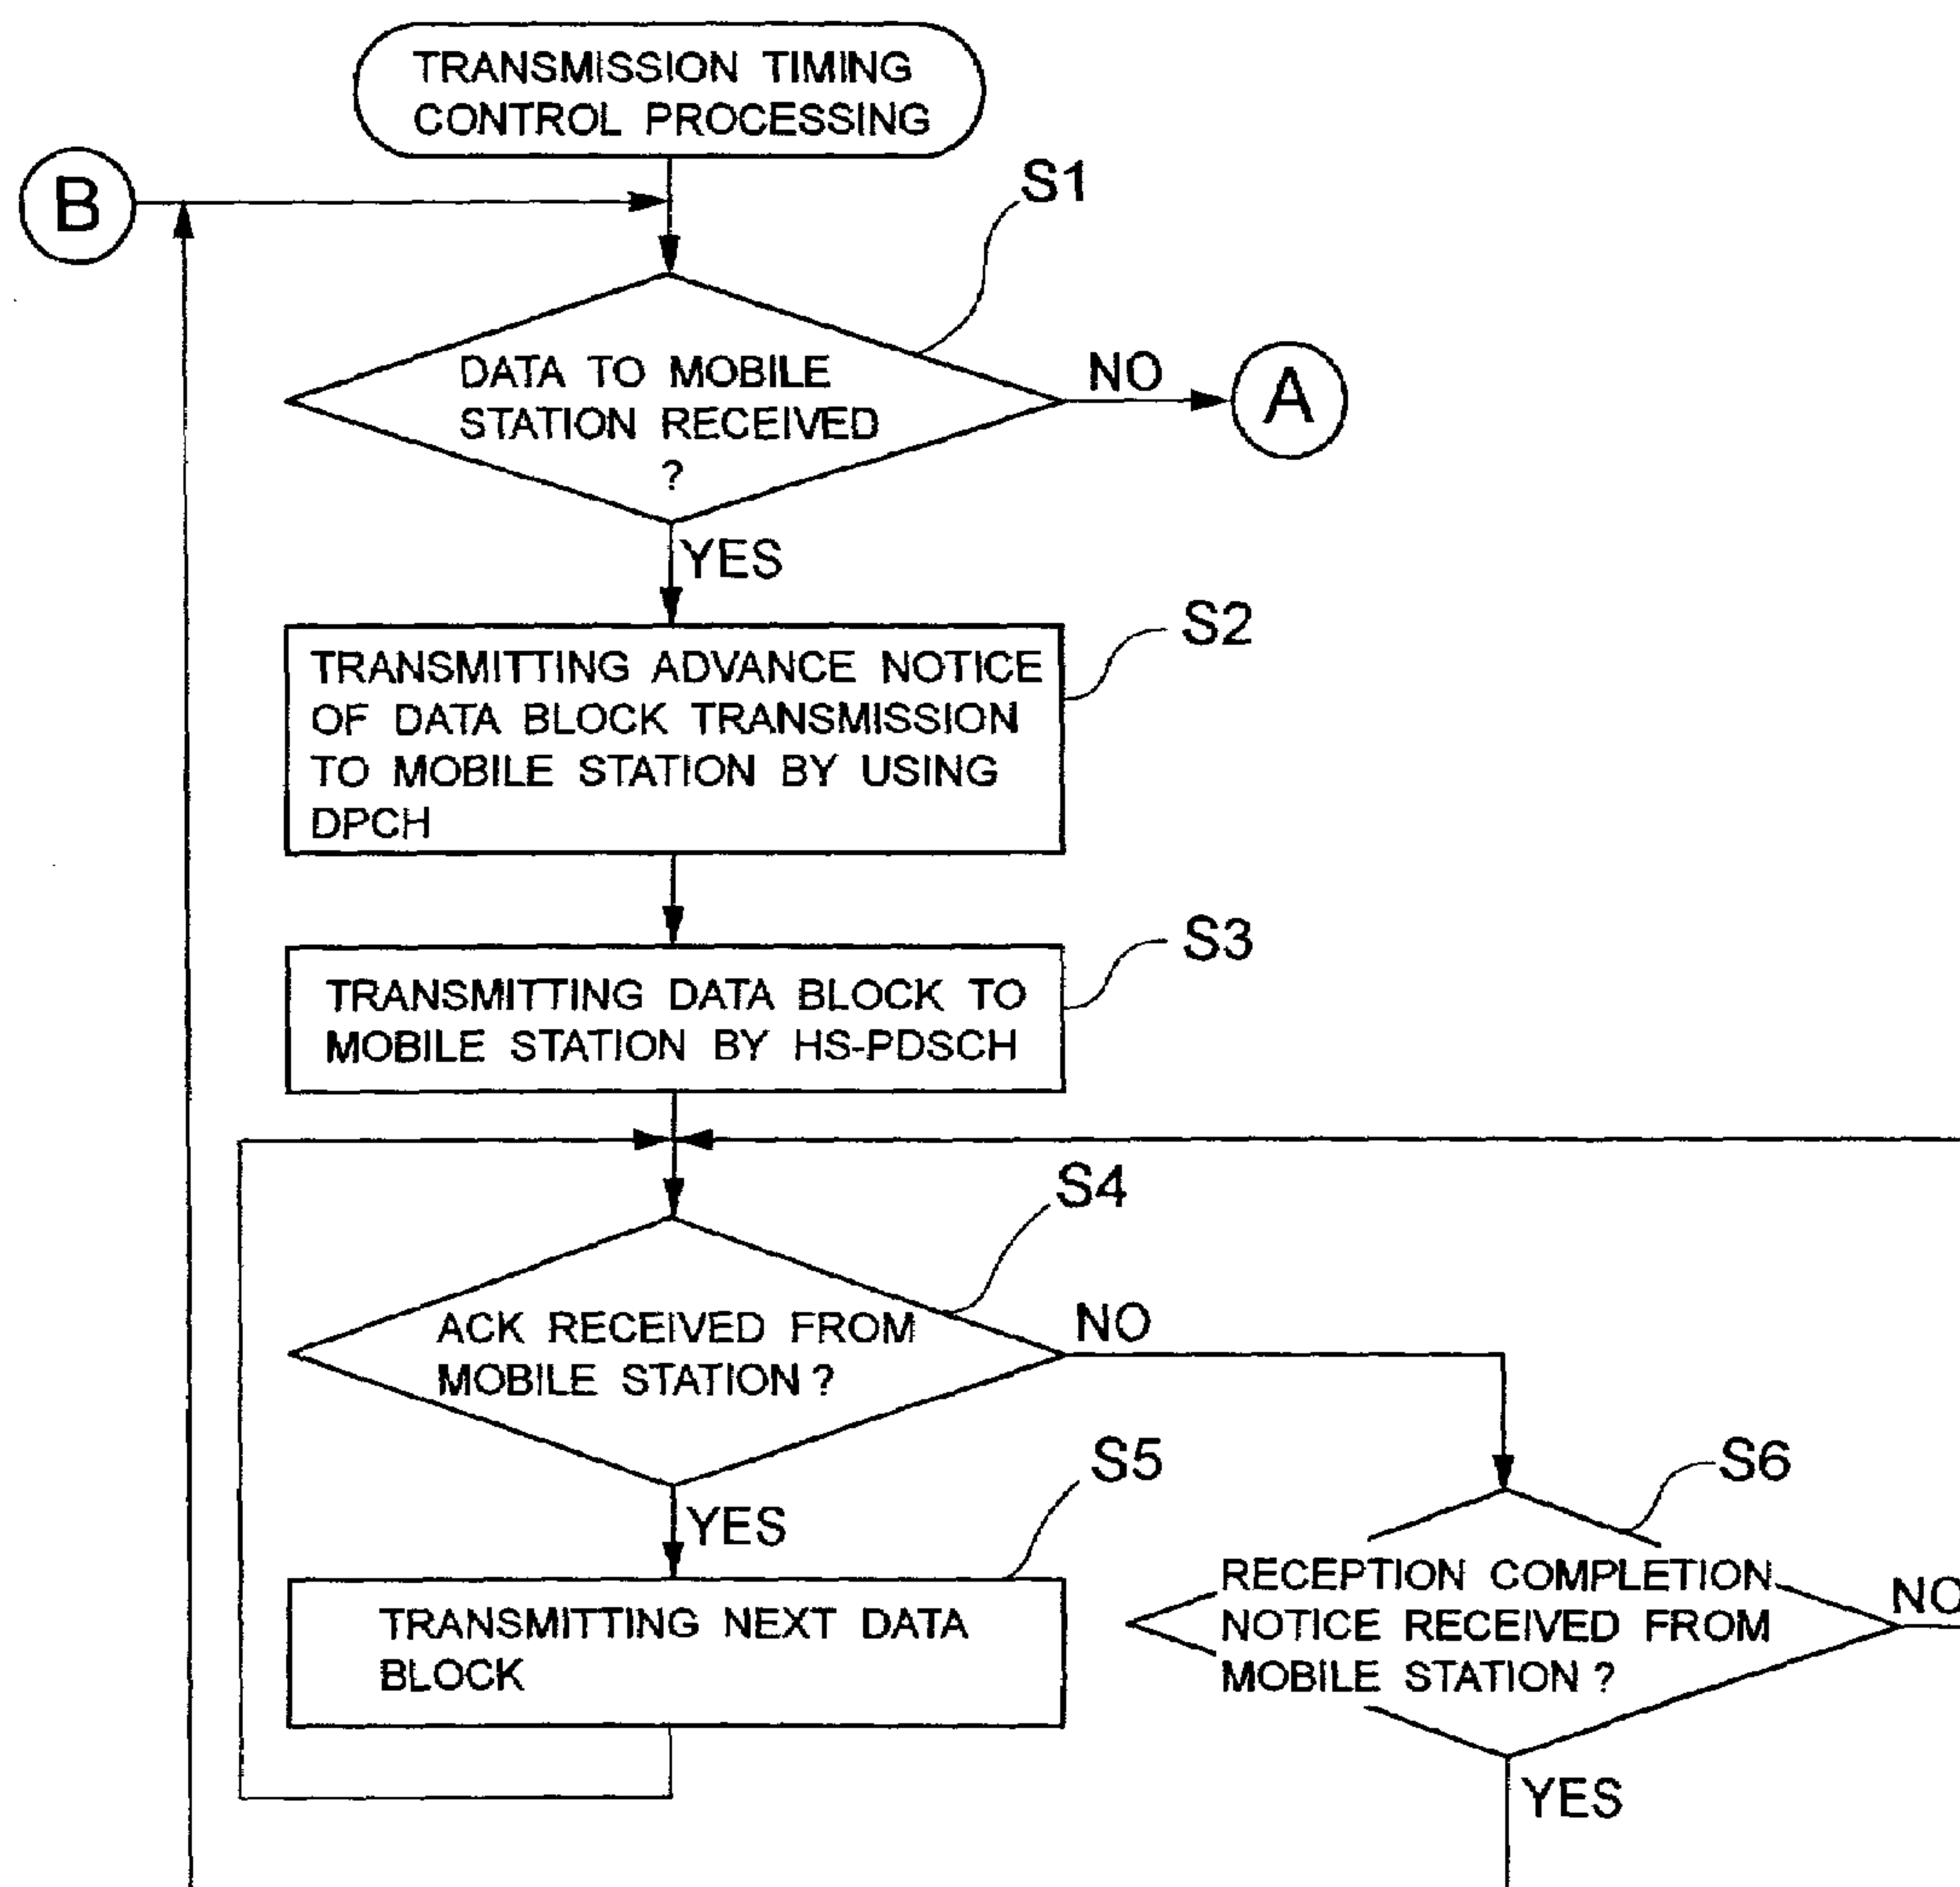 TRANSMISSION TIMING
CONTROL PROCESSING
B
S1
DATA TO MOBILE
STATION RECEIVED
?
NO
A
YES
S2
TRANSMITTING ADVANCE NOTICE
OF DATA BLOCK TRANSMISSION
TO MOBILE STATION BY USING
DPCH
S3
TRANSMITTING DATA BLOCK TO
MOBILE STATION BY HS-PDSCH
S4
ACK RECEIVED FROM
MOBILE STATION ?
NO
YES
S5
TRANSMITTING NEXT DATA
BLOCK
S6
RECEPTION COMPLETION
NOTICE RECEIVED FROM
MOBILE STATION ?
NO
YES